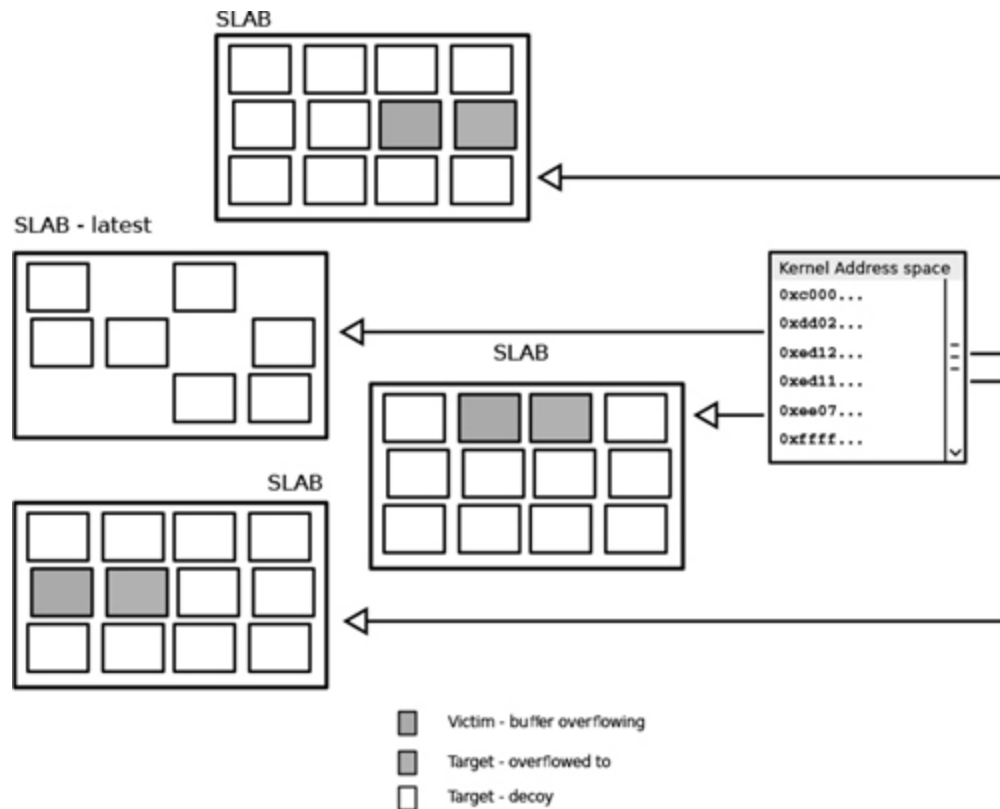 SLAB
SLAB - latest
Kernel Address space
0xc000...
0xdd02...
0xed12...
0xed11...
0xee07...
0xffff...
SLAB
SLAB
Victim - buffer overflowing
Target - overflowed to
Target - decoy